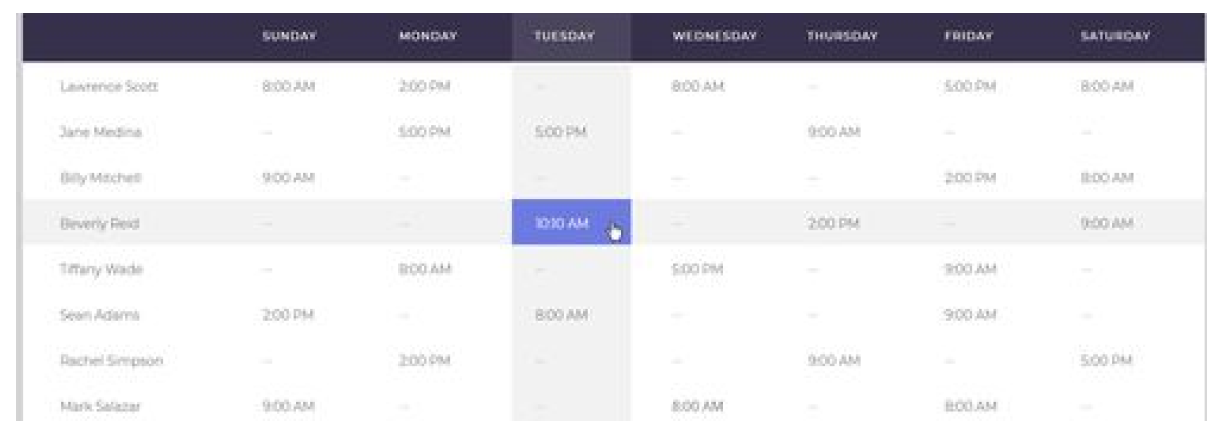 SUNDAY MONDAY TUESDAY WEDNESDAY THURSDAY FRIDAY SATURDAY
Lawrence Scott 8:00 AM 2:00 PM -- 8:00 AM -- 5:00 PM 8:00 AM
Jane Medina -- 5:00 PM 5:00 PM -- 9:00 AM -- --
Billy Mitchell 9:00 AM -- -- -- -- 2:00 PM 8:00 AM
Beverly Reid -- -- 10:10 AM -- 2:00 PM -- 9:00 AM
Tiffany Wade -- 8:00 AM -- 5:00 PM -- 9:00 AM --
Sean Adams 2:00 PM -- 8:00 AM -- -- 9:00 AM --
Rachel Simpson -- 2:00 PM -- -- 9:00 AM -- 5:00 PM
Mark Salazar 9:00 AM -- -- 8:00 AM -- 8:00 AM --